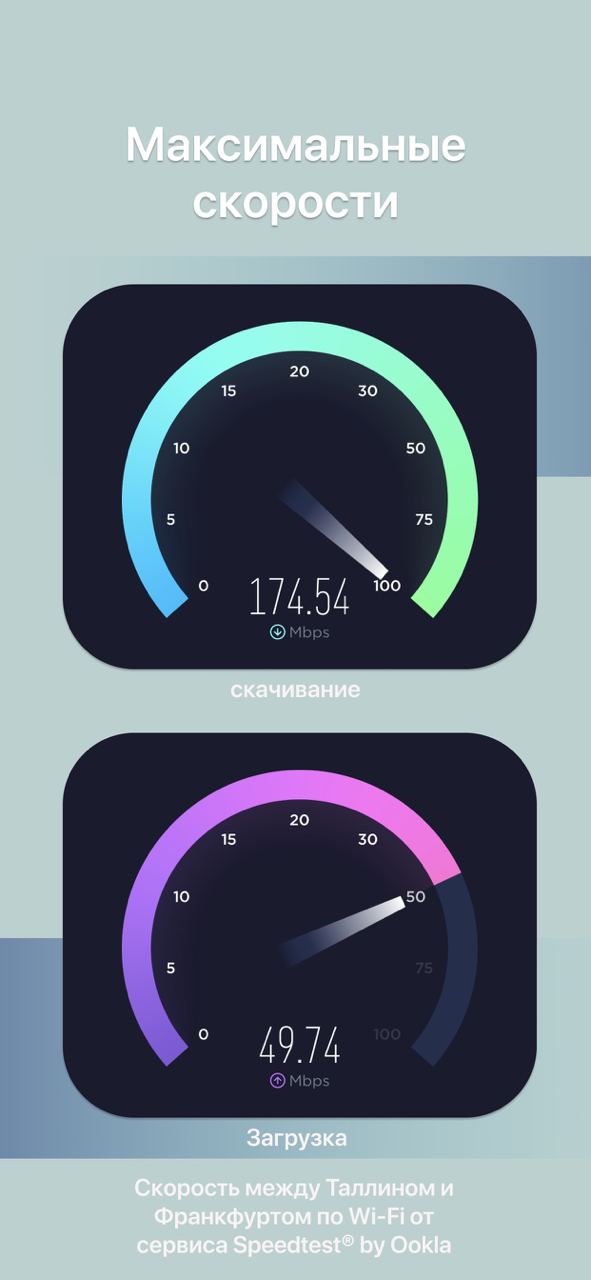 Максимальные
скорости
20
15
30
10
50
5
75
0
174.54
100
Mbps
скачивание
20
15
30
10
50
5
75
0
49.74
100
Mbps
Загрузка
Скорость между Таллином и
Франкфуртом по Wi-Fi от
сервиса Speedtest® by Ookla